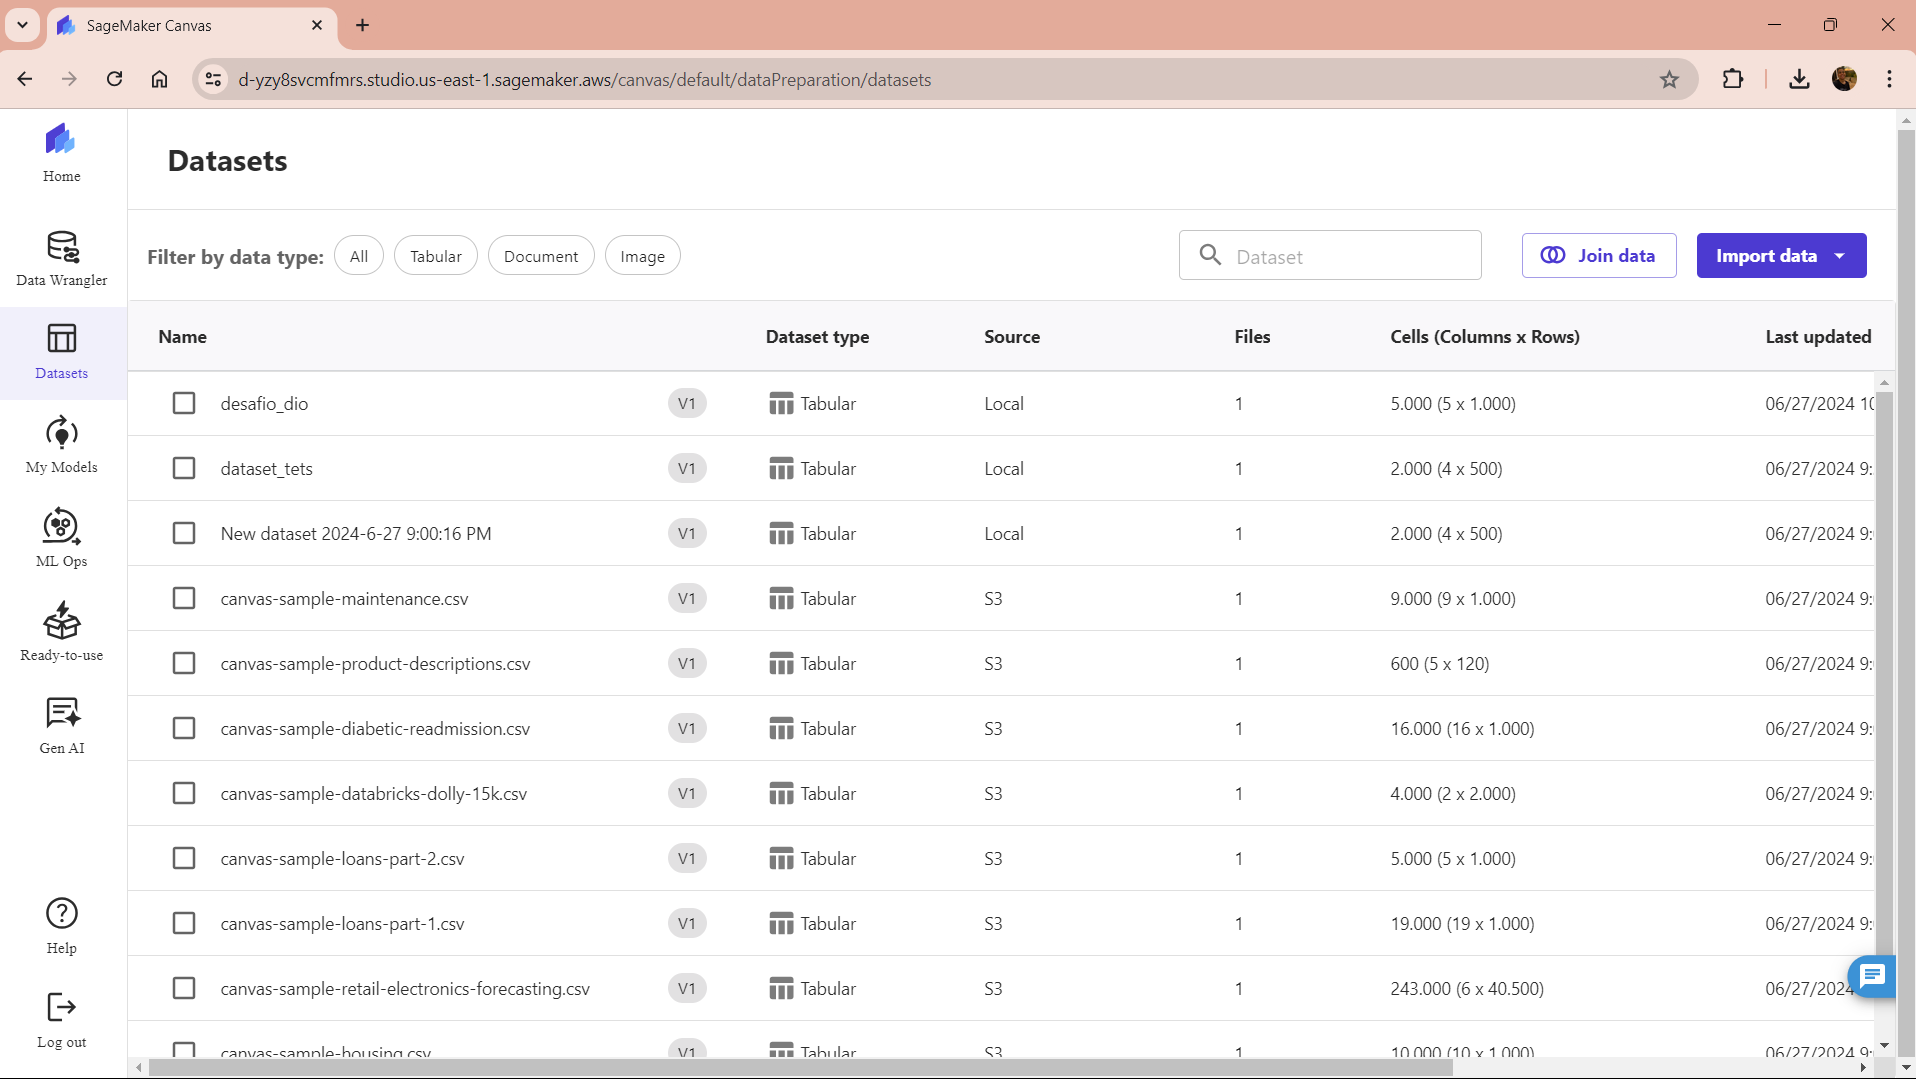 SageMaker Canvas
d-yzy8svcmfmrs.studio.us-east-1.sagemaker.aws/canvas/default/dataPreparation/datasets
Home
Data Wrangler
Datasets
My Models
ML Ops
Ready-to-use
Gen AI
Help
Log out
Datasets
Filter by data type: All Tabular Document Image Dataset Join data Import data
Name Dataset type Source Files Cells (Columns x Rows) Last updated
desafio_dio V1 Tabular Local 1 5.000 (5 x 1.000) 06/27/2024 10
dataset_tets V1 Tabular Local 1 2.000 (4 x 500) 06/27/2024 9:
New dataset 2024-6-27 9:00:16 PM V1 Tabular Local 1 2.000 (4 x 500) 06/27/2024 9:
canvas-sample-maintenance.csv V1 Tabular S3 1 9.000 (9 x 1.000) 06/27/2024 9:
canvas-sample-product-descriptions.csv V1 Tabular S3 1 600 (5 x 120) 06/27/2024 9:
canvas-sample-diabetic-readmission.csv V1 Tabular S3 1 16.000 (16 x 1.000) 06/27/2024 9:
canvas-sample-databricks-dolly-15k.csv V1 Tabular S3 1 4.000 (2 x 2.000) 06/27/2024 9:
canvas-sample-loans-part-2.csv V1 Tabular S3 1 5.000 (5 x 1.000) 06/27/2024 9:
canvas-sample-loans-part-1.csv V1 Tabular S3 1 19.000 (19 x 1.000) 06/27/2024 9:
canvas-sample-retail-electronics-forecasting.csv V1 Tabular S3 1 243.000 (6 x 40.500) 06/27/2024
canvas-sample-housing.csv V1 Tabular S3 1 10.000 (10 x 1.000) 06/27/2024 9: